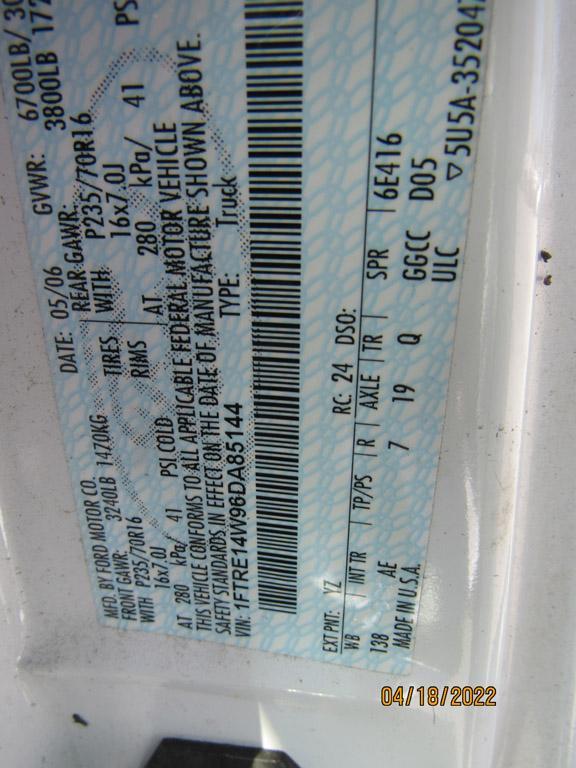 MFD. BY FORD MOTOR CO.
DATE: 05/06 GVWR: 6700LB/
FRONT GAWR: 3240LB 1470KG REAR GAWR: 3800LB
WITH P235/70R16 TIRES WITH P235/70R16
16x7.0J RIMS 16x7.0J
AT 280 kPa/ 41 PSI COLD AT 280 kPa/ 41
THIS VEHICLE CONFORMS TO ALL APPLICABLE FEDERAL MOTOR VEHICLE
SAFETY STANDARDS IN EFFECT ON THE DATE OF MANUFACTURE SHOWN ABOVE.
VIN: 1FTRE14W96DA85144 TYPE: Truck
EXT PNT: YZ RC: 24 DSO:
WB INT TR TP/PS R AXLE TR SPR 6E416
138 AE 7 19 Q GGCC D05
MADE IN U.S.A. ULC
▽5U5A-35204
04/18/2022